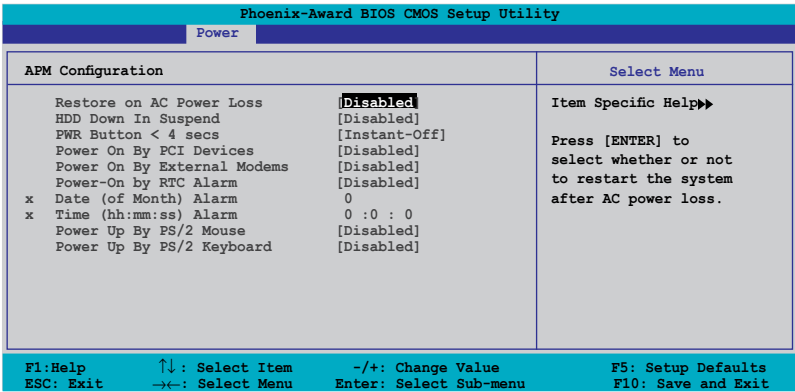 Phoenix-Award BIOS CMOS Setup Utility
Power
APM Configuration
Select Menu
Restore on AC Power Loss [Disabled]
HDD Down In Suspend [Disabled]
PWR Button < 4 secs [Instant-Off]
Power On By PCI Devices [Disabled]
Power On By External Modems [Disabled]
Power-On by RTC Alarm [Disabled]
x Date (of Month) Alarm 0
x Time (hh:mm:ss) Alarm 0 :0 : 0
Power Up By PS/2 Mouse [Disabled]
Power Up By PS/2 Keyboard [Disabled]
Item Specific Help▶▶
Press [ENTER] to
select whether or not
to restart the system
after AC power loss.
F1:Help ↑↓ : Select Item -/+: Change Value F5: Setup Defaults
ESC: Exit →←: Select Menu Enter: Select Sub-menu F10: Save and Exit